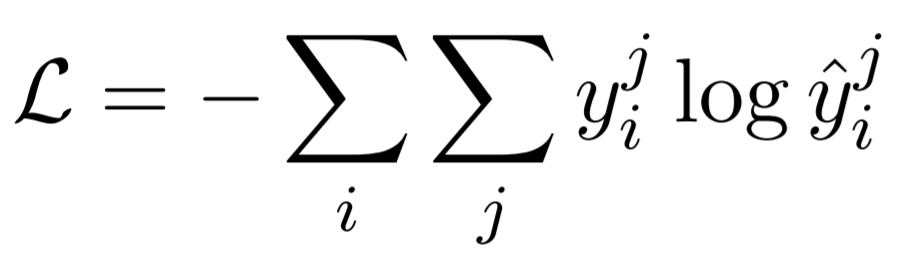 ℒ = − ∑_i ∑_j y_i^j log ŷ_i^j